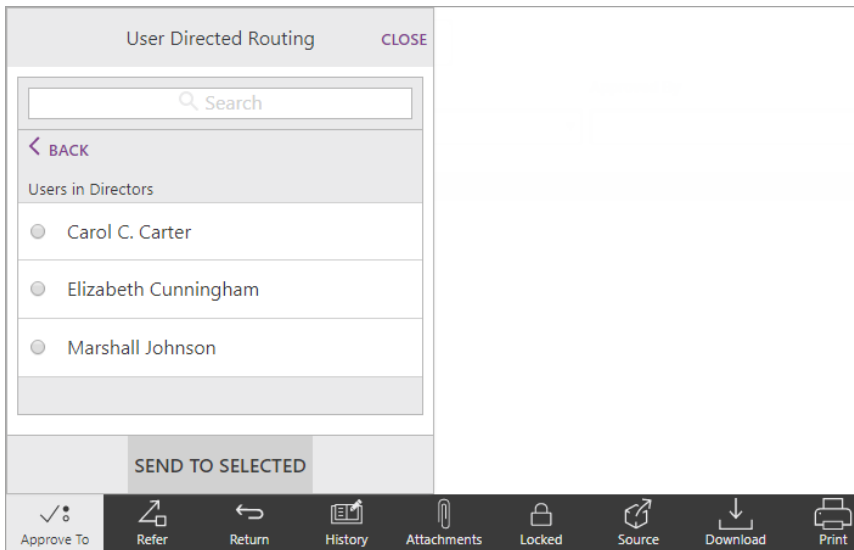 User Directed Routing CLOSE
Search
BACK
Users in Directors
Carol C. Carter
Elizabeth Cunningham
Marshall Johnson
SEND TO SELECTED
Approve To Refer Return History Attachments Locked Source Download Print